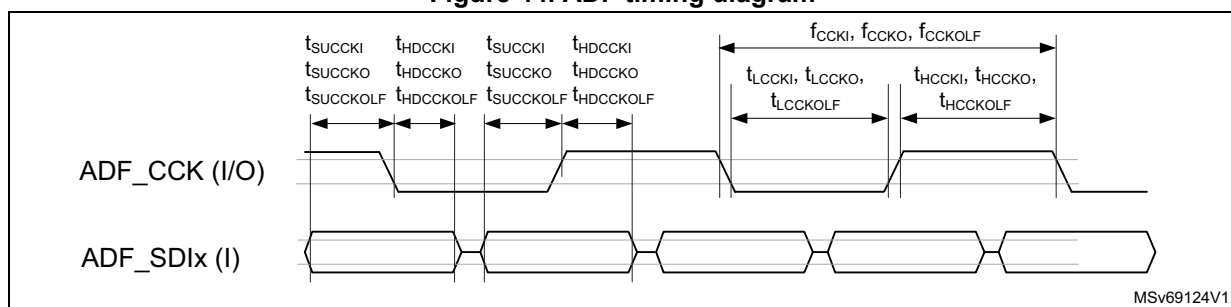 Figure ADF timing diagram
tSUCCKI tHDCCKI tSUCCKI tHDCCKI
tSUCCKO tHDCCKO tSUCCKO tHDCCKO
tSUCCKOLF tHDCCKOLF tSUCCKOLF tHDCCKOLF
fCCKI, fCCKO, fCCKOLF
tLCCKI, tLCCKO,
tLCCKOLF
tHCCKI, tHCCKO,
tHCCKOLF
ADF_CCK (I/O)
ADF_SDIx (I)
MSv69124V1